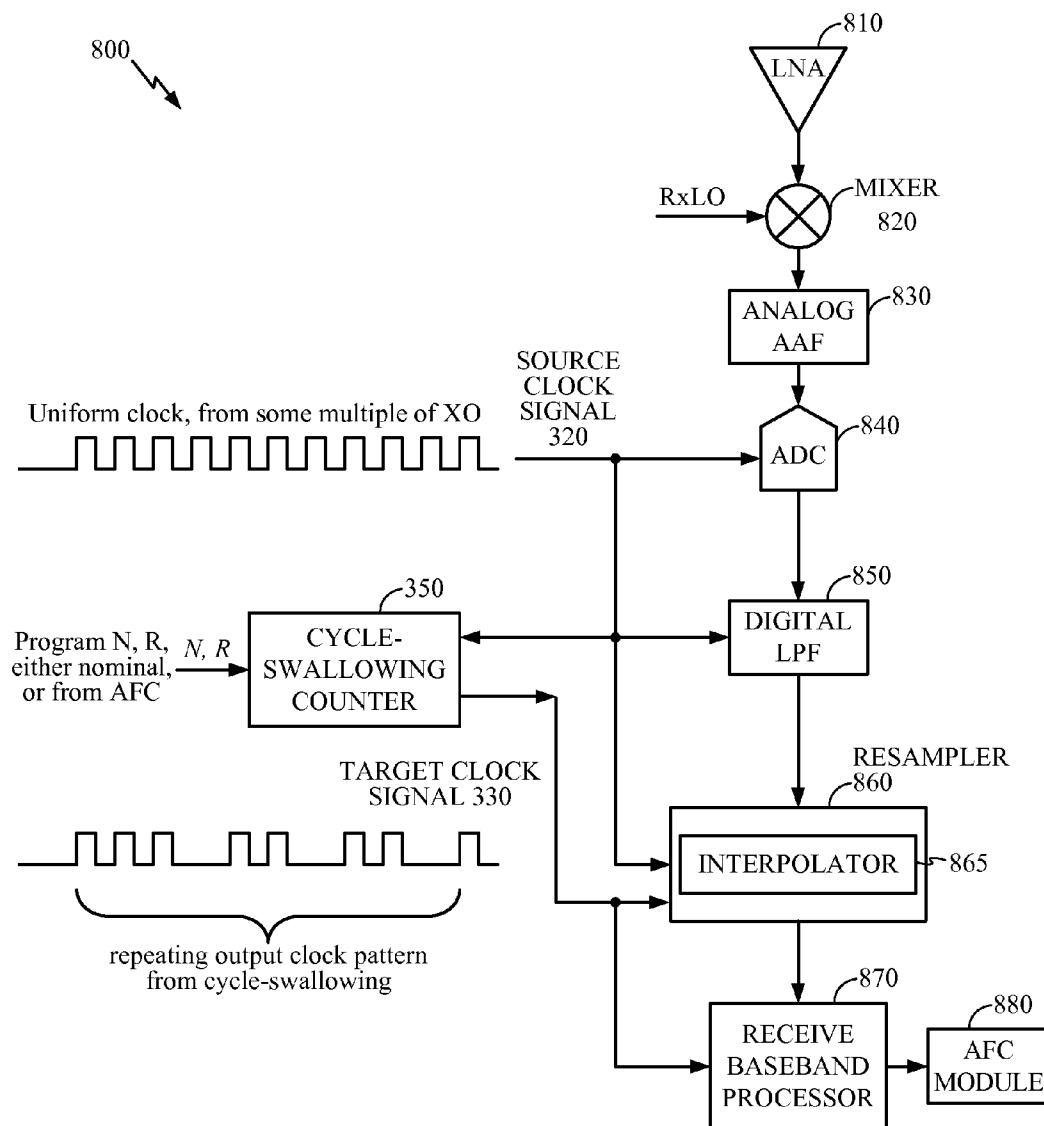 800
810
LNA
RxLO
MIXER
820
830
ANALOG
AAF
SOURCE
CLOCK
SIGNAL
320
Uniform clock, from some multiple of XO
840
ADC
350
850
Program N, R,
either nominal,
or from AFC
N, R
CYCLE-
SWALLOWING
COUNTER
DIGITAL
LPF
TARGET CLOCK
SIGNAL 330
RESAMPLER
860
INTERPOLATOR
865
repeating output clock pattern
from cycle-swallowing
870
RECEIVE
BASEBAND
PROCESSOR
880
AFC
MODULE